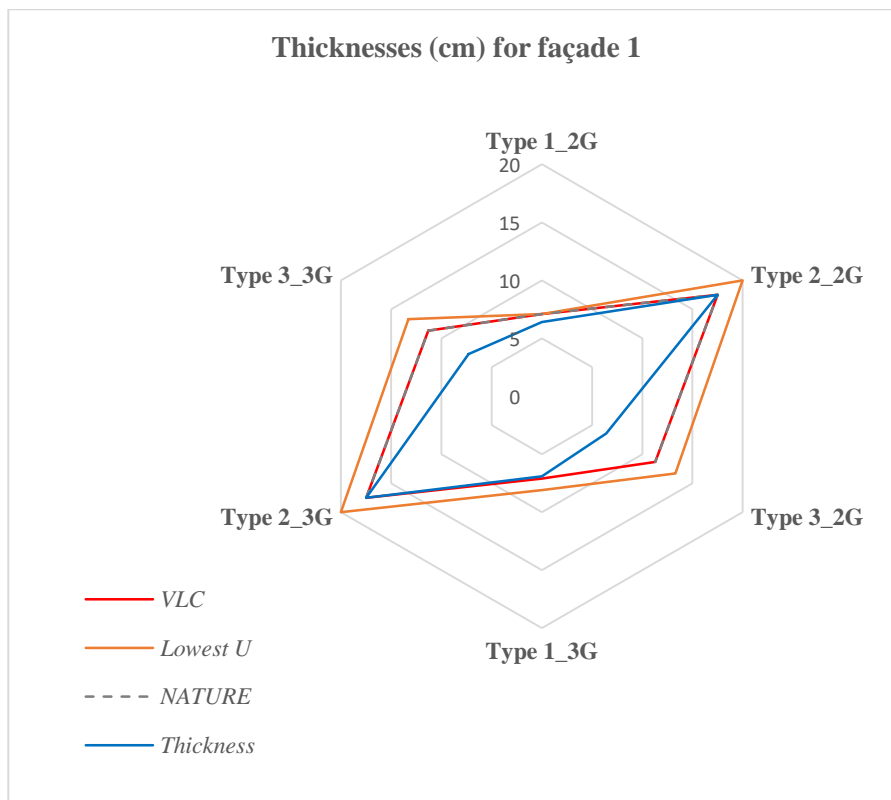 Thicknesses (cm) for façade 1
Type 1_2G
20
15
10
5
0
Type 3_3G
Type 2_2G
Type 2_3G
Type 3_2G
Type 1_3G
VLC
Lowest U
NATURE
Thickness